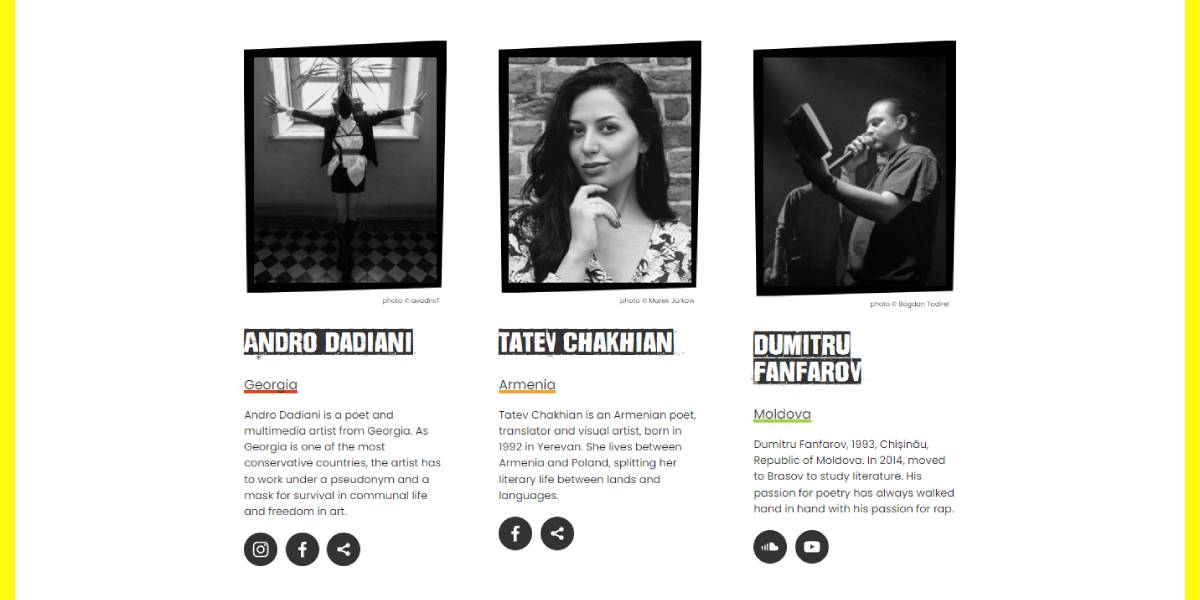 photo © avadrisT
ANDRO DADIANI
Georgia
Andro Dadiani is a poet and
multimedia artist from Georgia. As
Georgia is one of the most
conservative countries, the artist has
to work under a pseudonym and a
mask for survival in communal life
and freedom in art.
photo © Marek Jurkow
TATEV CHAKHIAN
Armenia
Tatev Chakhian is an Armenian poet,
translator and visual artist, born in
1992 in Yerevan. She lives between
Armenia and Poland, splitting her
literary life between lands and
languages.
photo © Bogdan Todirel
DUMITRU
FANFAROV
Moldova
Dumitru Fanfarov, 1993, Chișinău,
Republic of Moldova. In 2014, moved
to Brasov to study literature. His
passion for poetry has always walked
hand in hand with his passion for rap.